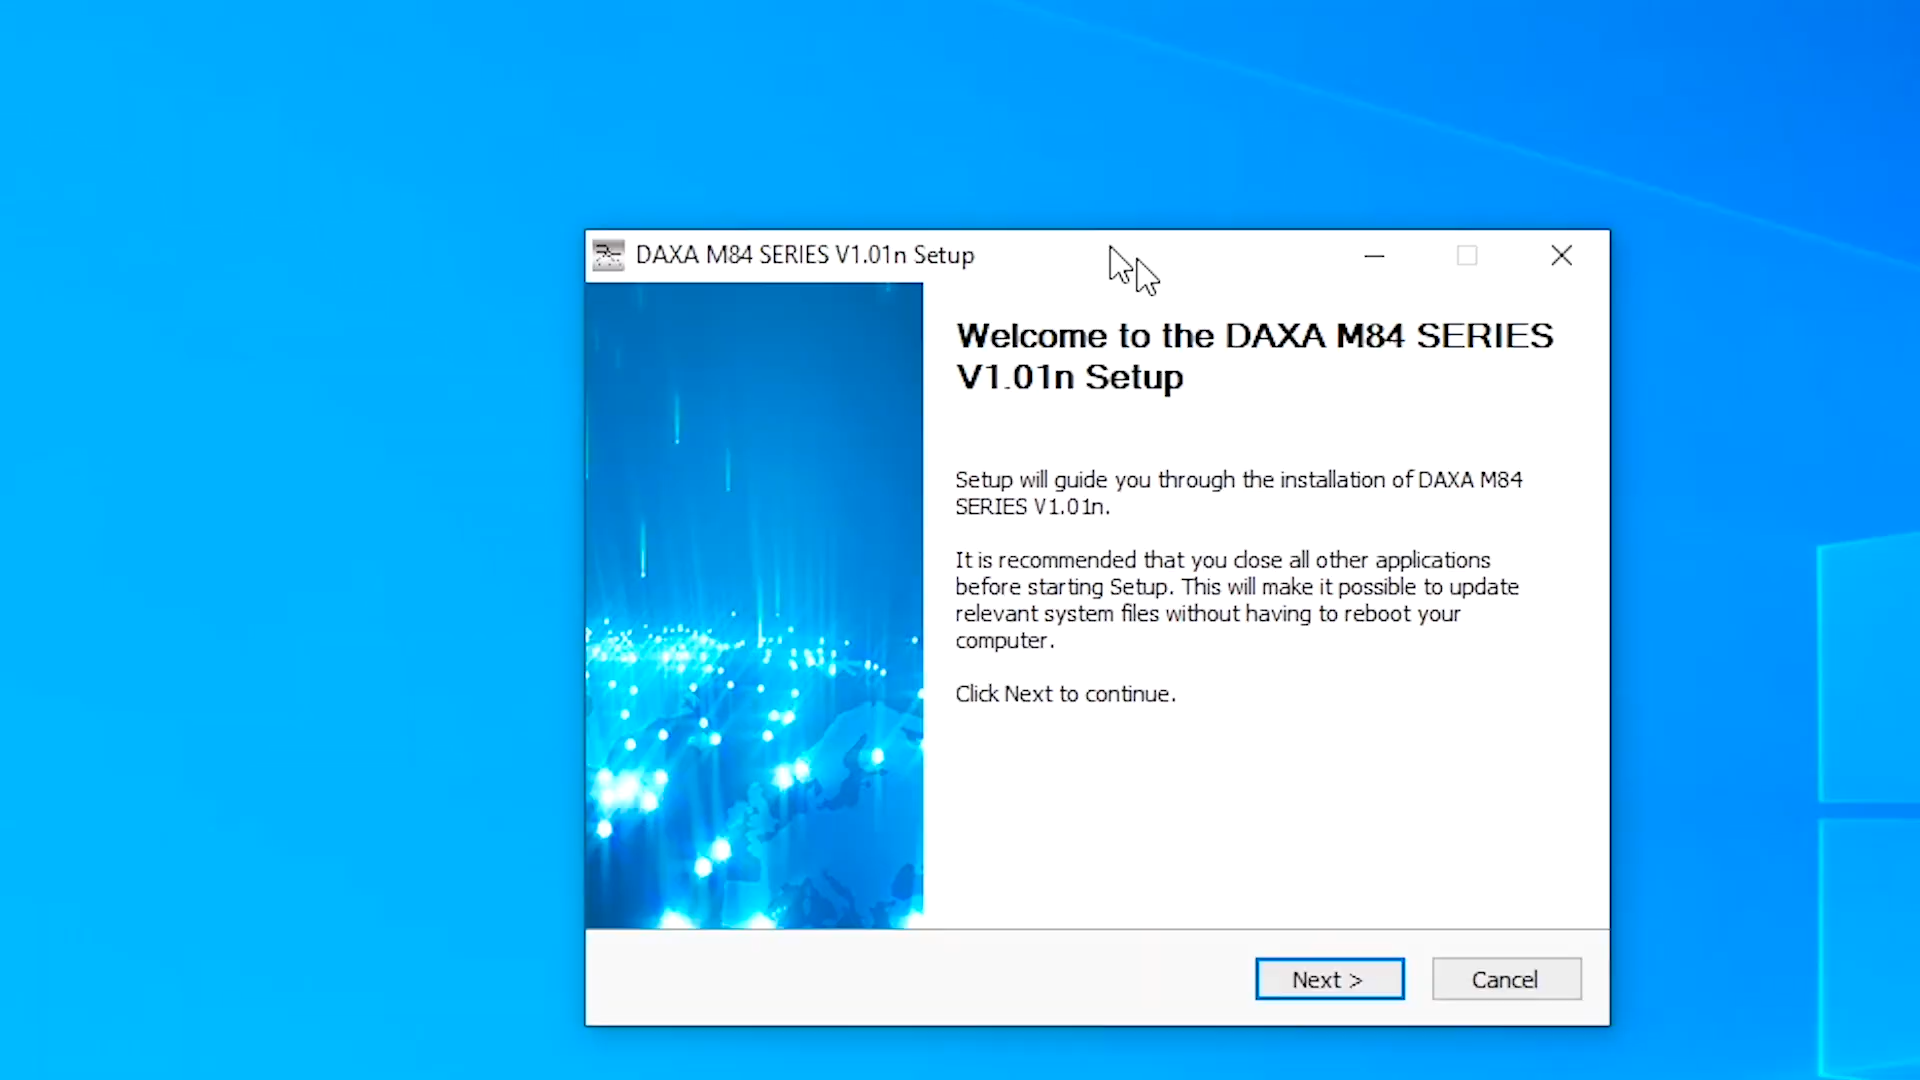 DAXA M84 SERIES V1.01n Setup
Welcome to the DAXA M84 SERIES
V1.01n Setup
Setup will guide you through the installation of DAXA M84
SERIES V1.01n.
It is recommended that you close all other applications
before starting Setup. This will make it possible to update
relevant system files without having to reboot your
computer.
Click Next to continue.
Next >
Cancel